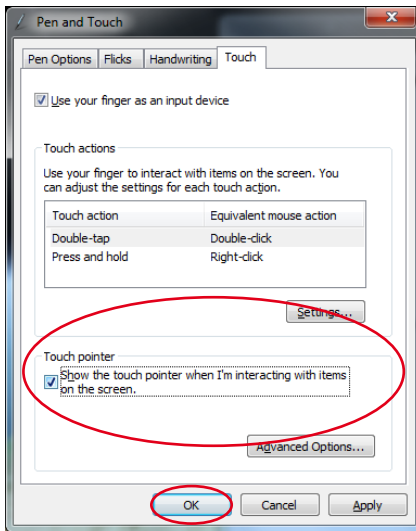 Pen and Touch
Pen Options Flicks Handwriting Touch
Use your finger as an input device
Touch actions
Use your finger to interact with items on the screen. You
can adjust the settings for each touch action.
Touch action Equivalent mouse action
Double-tap Double-click
Press and hold Right-click
Settings...
Touch pointer
Show the touch pointer when I'm interacting with items
on the screen.
Advanced Options...
OK Cancel Apply